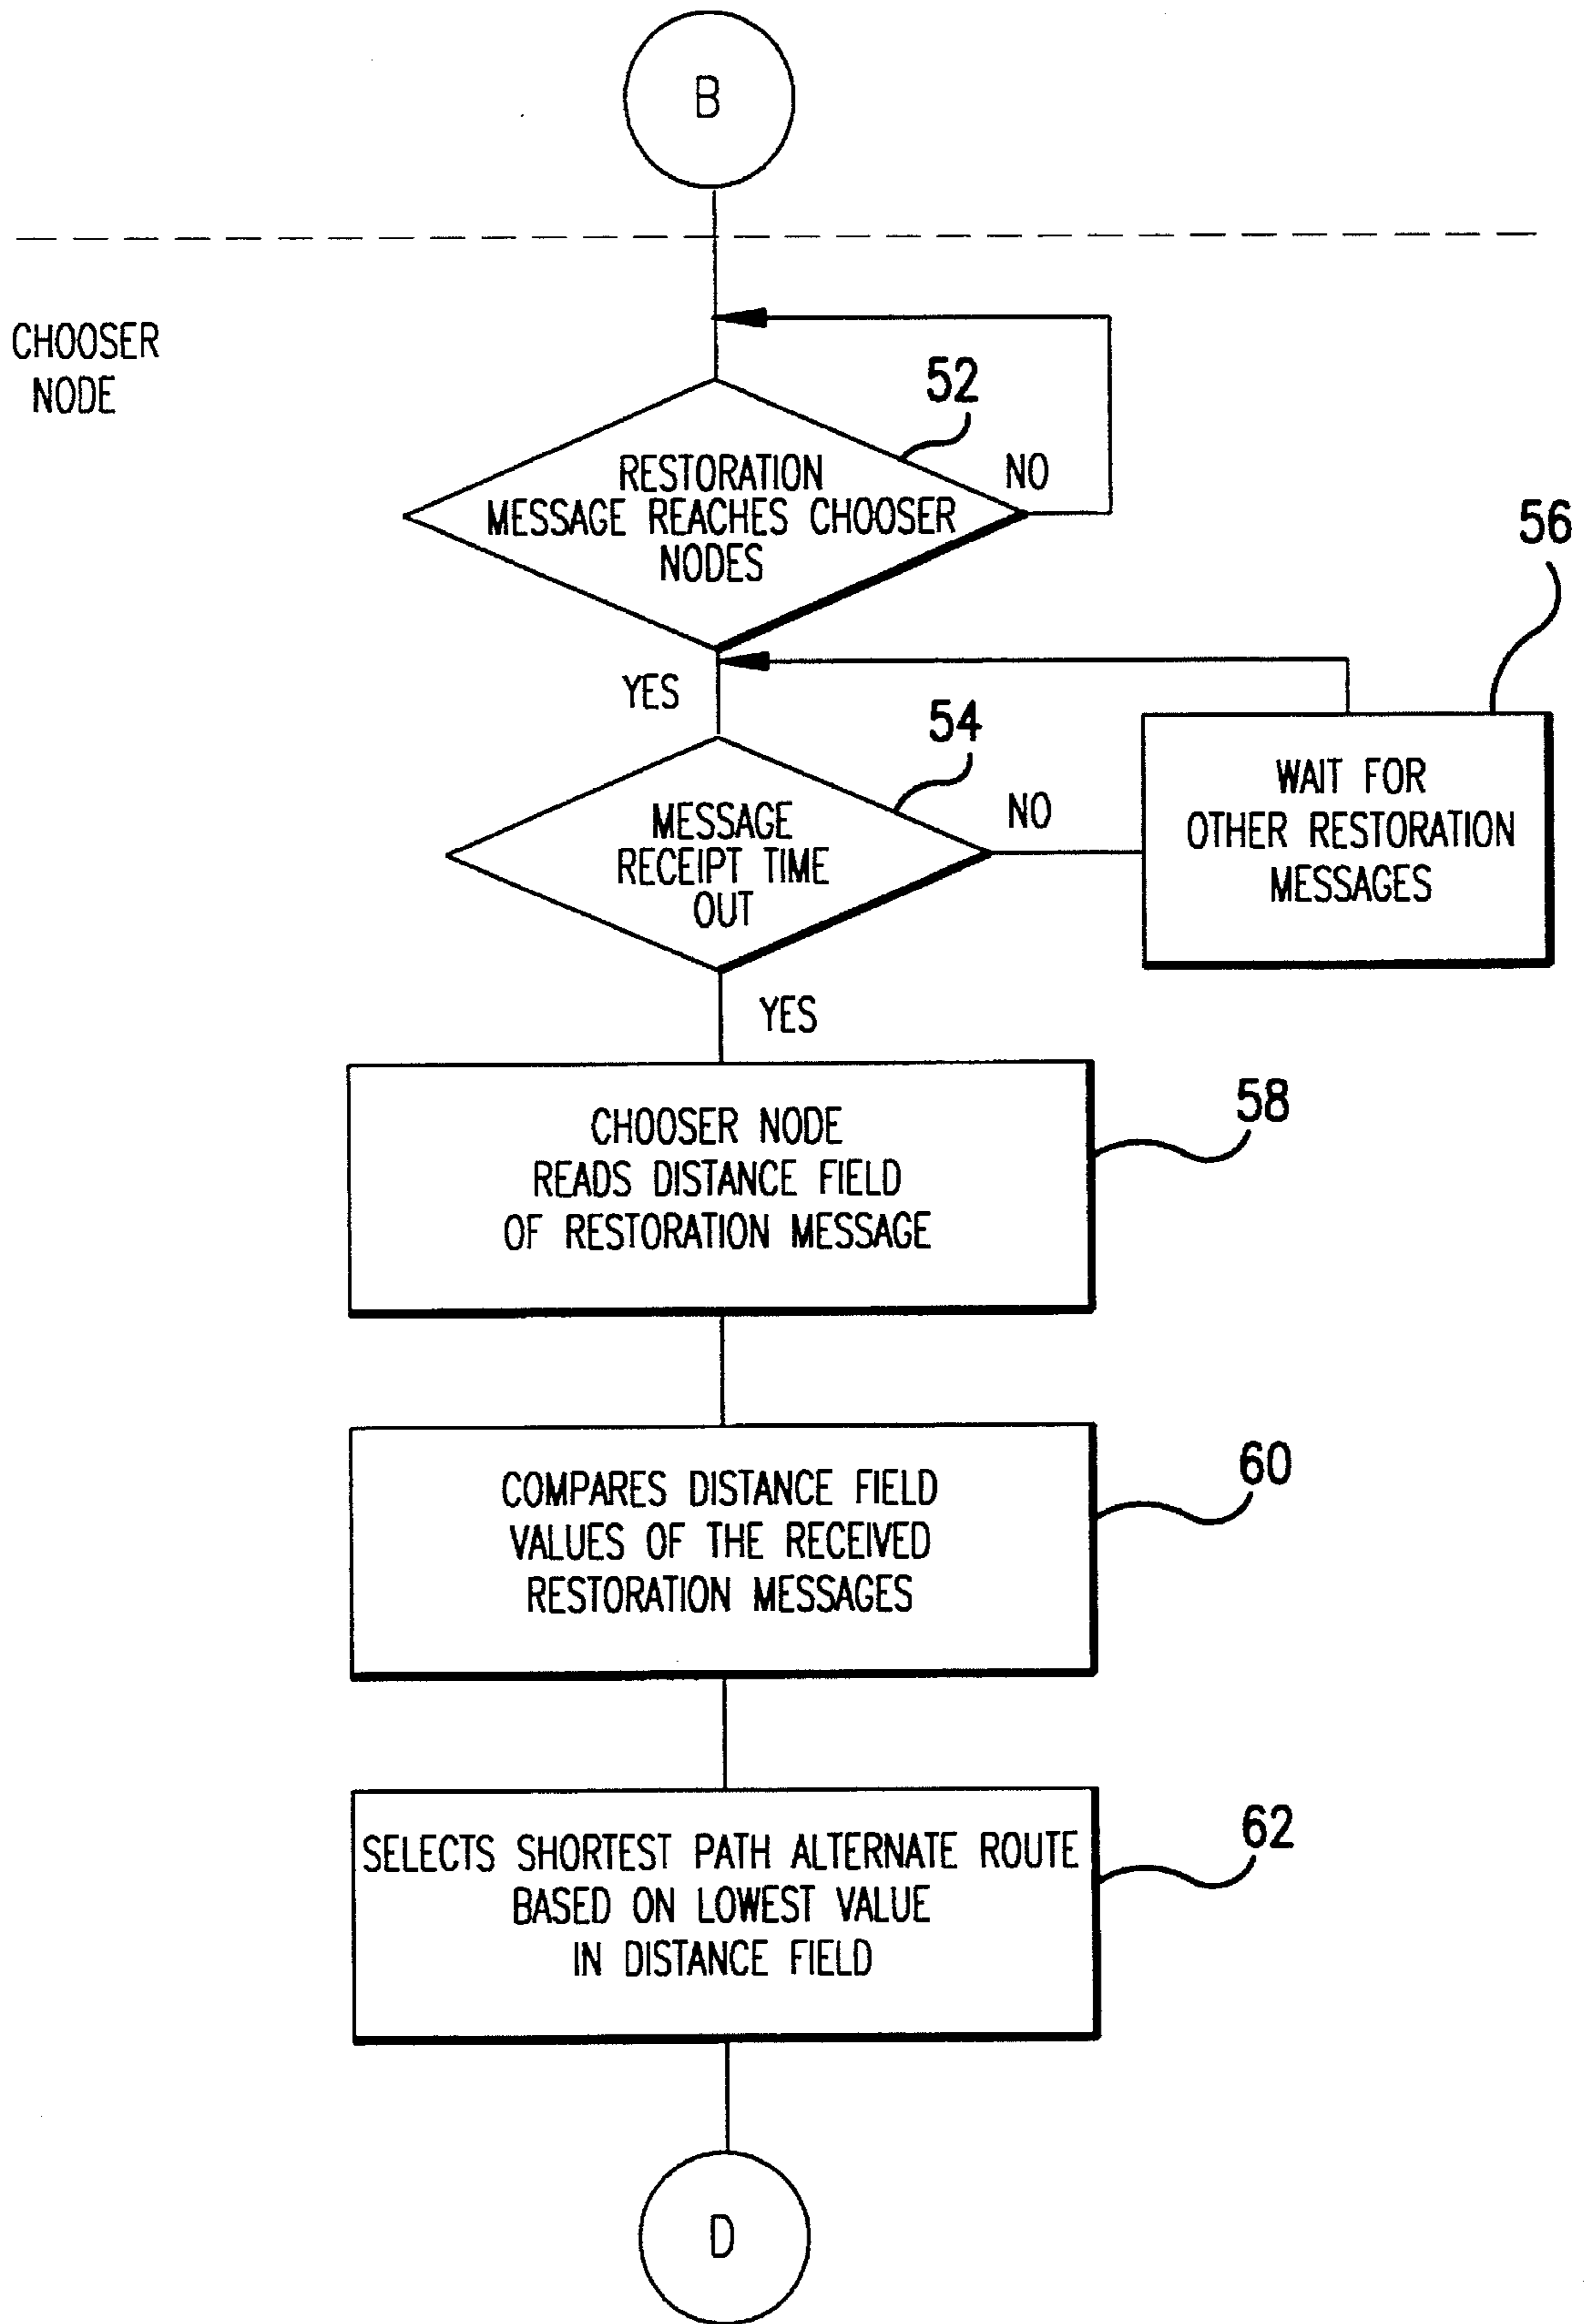 B
CHOOSER
NODE
52
RESTORATION
MESSAGE REACHES CHOOSER
NODES
NO
YES
56
54
MESSAGE
RECEIPT TIME
OUT
NO
WAIT FOR
OTHER RESTORATION
MESSAGES
YES
58
CHOOSER NODE
READS DISTANCE FIELD
OF RESTORATION MESSAGE
60
COMPARES DISTANCE FIELD
VALUES OF THE RECEIVED
RESTORATION MESSAGES
62
SELECTS SHORTEST PATH ALTERNATE ROUTE
BASED ON LOWEST VALUE
IN DISTANCE FIELD
D